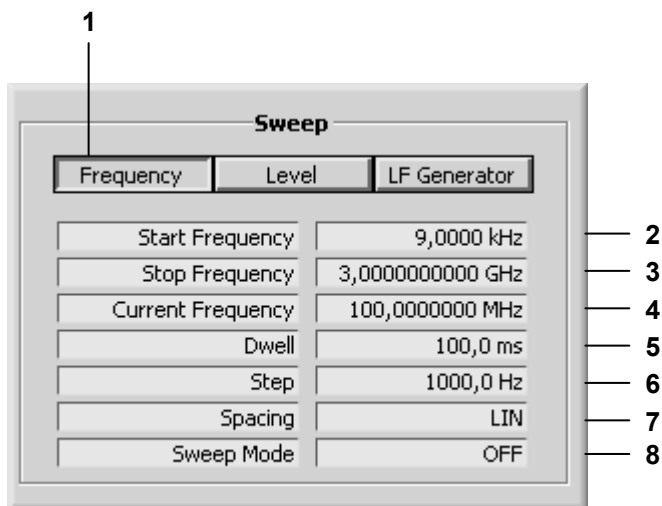 1
Sweep
Frequency Level LF Generator
Start Frequency 9,0000 kHz 2
Stop Frequency 3,0000000000 GHz 3
Current Frequency 100,0000000 MHz 4
Dwell 100,0 ms 5
Step 1000,0 Hz 6
Spacing LIN 7
Sweep Mode OFF 8